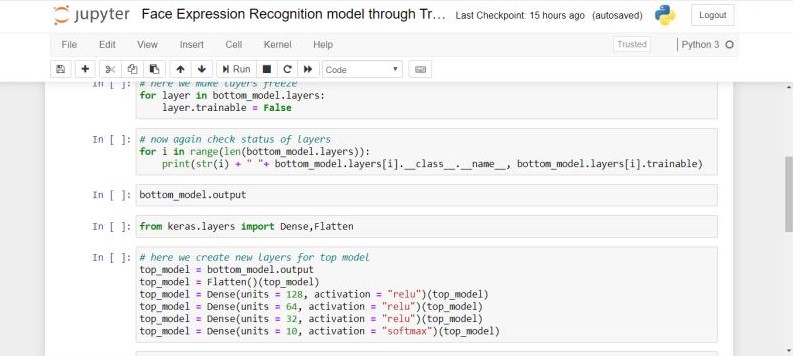 jupyter Face Expression Recognition model through Tr... Last Checkpoint: 15 hours ago (autosaved) Logout
File Edit View Insert Cell Kernel Help Trusted Python 3
Run Code
In [ ]: # here we make layers freeze
for layer in bottom_model.layers:
    layer.trainable = False
In [ ]: # now again check status of layers
for i in range(len(bottom_model.layers)):
    print(str(i) + " "+ bottom_model.layers[i].__class__.__name__, bottom_model.layers[i].trainable)
In [ ]: bottom_model.output
In [ ]: from keras.layers import Dense,Flatten
In [ ]: # here we create new layers for top model
top_model = bottom_model.output
top_model = Flatten()(top_model)
top_model = Dense(units = 128, activation = "relu")(top_model)
top_model = Dense(units = 64, activation = "relu")(top_model)
top_model = Dense(units = 32, activation = "relu")(top_model)
top_model = Dense(units = 10, activation = "softmax")(top_model)